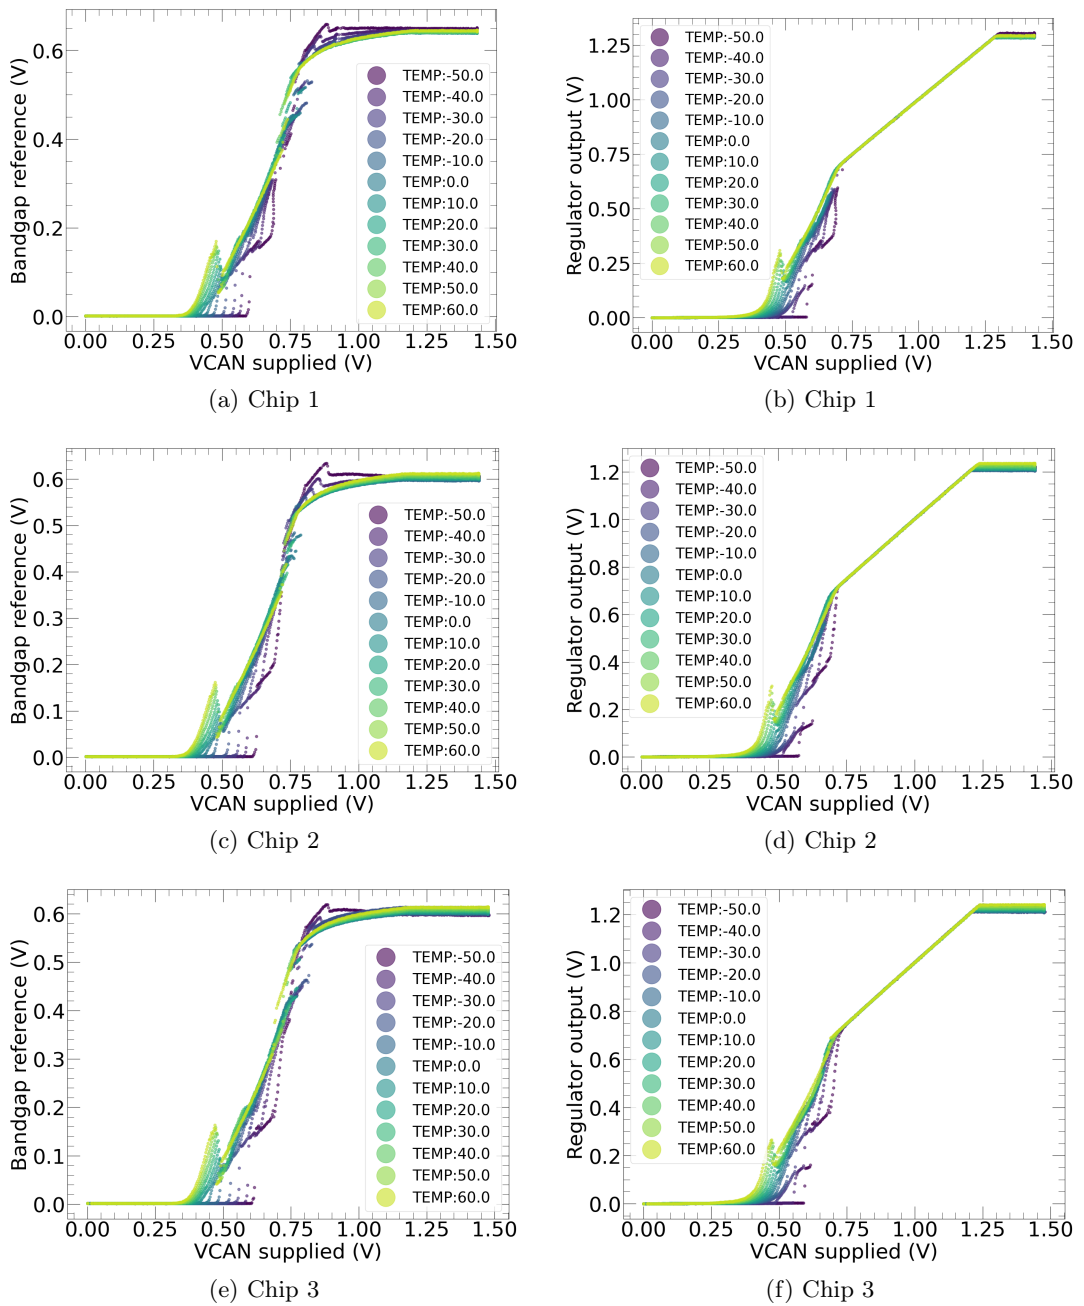 Bandgap reference (V)
0.6
0.4
0.2
0.0
TEMP:-50.0
TEMP:-40.0
TEMP:-30.0
TEMP:-20.0
TEMP:-10.0
TEMP:0.0
TEMP:10.0
TEMP:20.0
TEMP:30.0
TEMP:40.0
TEMP:50.0
TEMP:60.0
0.00 0.25 0.50 0.75 1.00 1.25 1.50
VCAN supplied (V)
(a) Chip 1
Regulator output (V)
1.25
1.00
0.75
0.50
0.25
0.00
TEMP:-50.0
TEMP:-40.0
TEMP:-30.0
TEMP:-20.0
TEMP:-10.0
TEMP:0.0
TEMP:10.0
TEMP:20.0
TEMP:30.0
TEMP:40.0
TEMP:50.0
TEMP:60.0
0.00 0.25 0.50 0.75 1.00 1.25 1.50
VCAN supplied (V)
(b) Chip 1
Bandgap reference (V)
0.6
0.5
0.4
0.3
0.2
0.1
0.0
TEMP:-50.0
TEMP:-40.0
TEMP:-30.0
TEMP:-20.0
TEMP:-10.0
TEMP:0.0
TEMP:10.0
TEMP:20.0
TEMP:30.0
TEMP:40.0
TEMP:50.0
TEMP:60.0
0.00 0.25 0.50 0.75 1.00 1.25 1.50
VCAN supplied (V)
(c) Chip 2
Regulator output (V)
1.2
1.0
0.8
0.6
0.4
0.2
0.0
TEMP:-50.0
TEMP:-40.0
TEMP:-30.0
TEMP:-20.0
TEMP:-10.0
TEMP:0.0
TEMP:10.0
TEMP:20.0
TEMP:30.0
TEMP:40.0
TEMP:50.0
TEMP:60.0
0.00 0.25 0.50 0.75 1.00 1.25 1.50
VCAN supplied (V)
(d) Chip 2
Bandgap reference (V)
0.6
0.5
0.4
0.3
0.2
0.1
0.0
TEMP:-50.0
TEMP:-40.0
TEMP:-30.0
TEMP:-20.0
TEMP:-10.0
TEMP:0.0
TEMP:10.0
TEMP:20.0
TEMP:30.0
TEMP:40.0
TEMP:50.0
TEMP:60.0
0.00 0.25 0.50 0.75 1.00 1.25 1.50
VCAN supplied (V)
(e) Chip 3
Regulator output (V)
1.2
1.0
0.8
0.6
0.4
0.2
0.0
TEMP:-50.0
TEMP:-40.0
TEMP:-30.0
TEMP:-20.0
TEMP:-10.0
TEMP:0.0
TEMP:10.0
TEMP:20.0
TEMP:30.0
TEMP:40.0
TEMP:50.0
TEMP:60.0
0.00 0.25 0.50 0.75 1.00 1.25 1.50
VCAN supplied (V)
(f) Chip 3